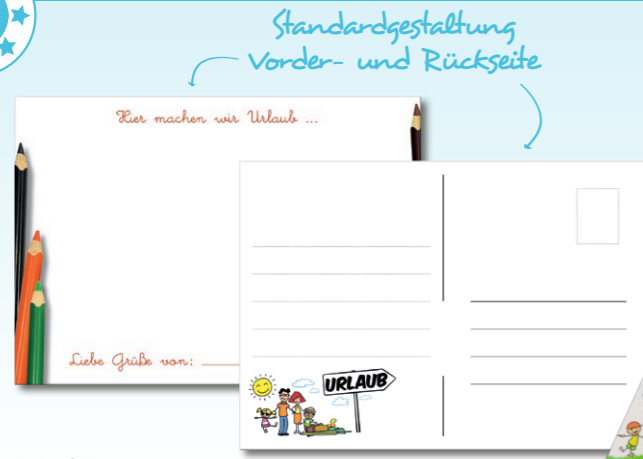 Standardgestaltung
Vorder- und Rückseite
Hier machen wir Urlaub ...
Liebe Grüße von:
URLAUB